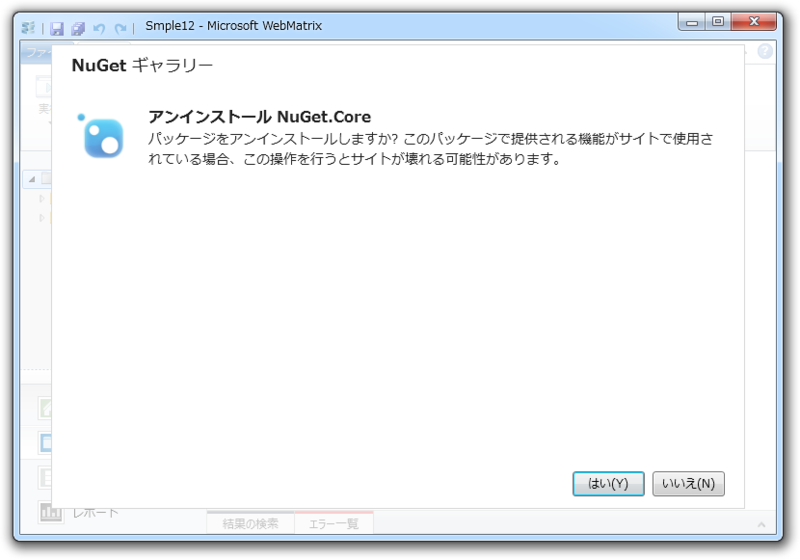 Smple12 - Microsoft WebMatrix
NuGet ギャラリー
アンインストール NuGet.Core
パッケージをアンインストールしますか? このパッケージで提供される機能がサイトで使用さ
れている場合、この操作を行うとサイトが壊れる可能性があります。
はい(Y)
いいえ(N)
レポート
結果の検索
エラー一覧